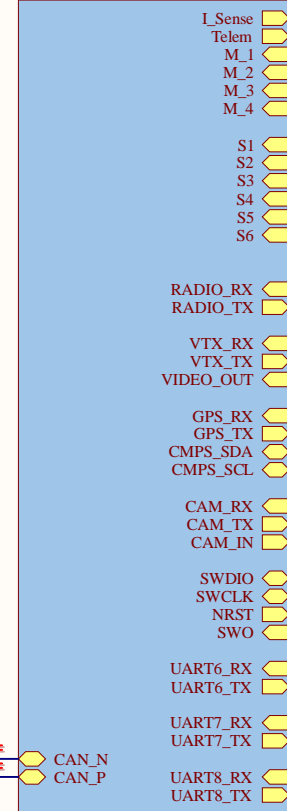 I_Sense
Telem
M_1
M_2
M_3
M_4
S1
S2
S3
S4
S5
S6
RADIO_RX
RADIO_TX
VTX_RX
VTX_TX
VIDEO_OUT
GPS_RX
GPS_TX
CMPS_SDA
CMPS_SCL
CAM_RX
CAM_TX
CAM_IN
SWDIO
SWCLK
NRST
SWO
UART6_RX
UART6_TX
UART7_RX
UART7_TX
CAN_N
CAN_P
UART8_RX
UART8_TX